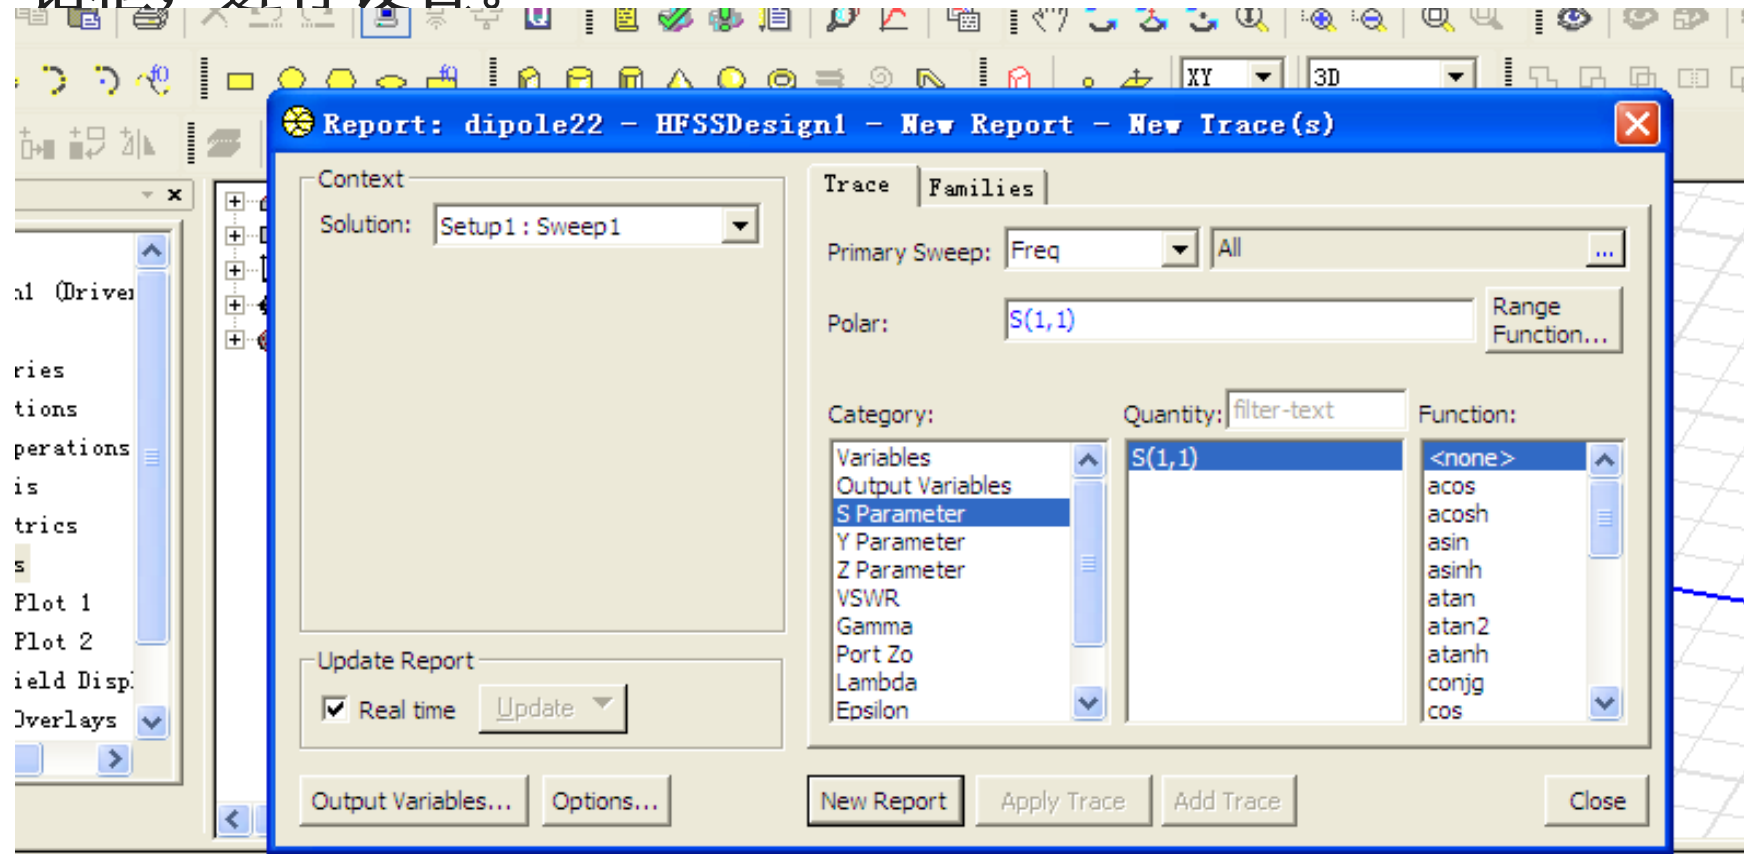 XY
3D
Report: dipole22 - HFSSDesign1 - New Report - New Trace(s)
Context
Solution:
Setup1 : Sweep1
Trace
Families
Primary Sweep:
Freq
All
...
Polar:
S(1,1)
Range
Function...
Category:
Quantity:
filter-text
Function:
Variables
Output Variables
S Parameter
Y Parameter
Z Parameter
VSWR
Gamma
Port Zo
Lambda
Epsilon
S(1,1)
<none>
acos
acosh
asin
asinh
atan
atan2
atanh
conjg
cos
Update Report
Real time
Update
Output Variables...
Options...
New Report
Apply Trace
Add Trace
Close
n1 (Driven
ries
tions
perations
is
trics
s
Plot 1
Plot 2
ield Disp
Overlays